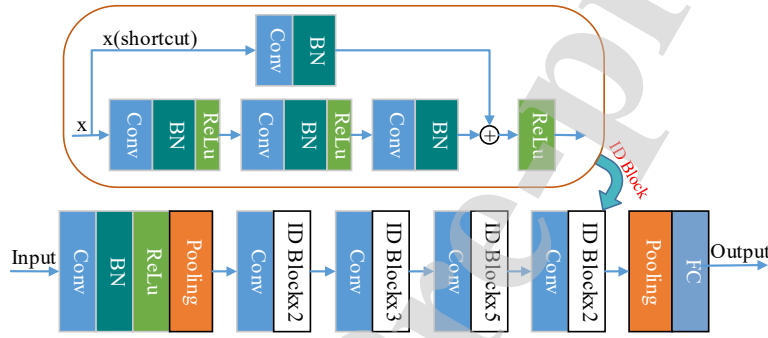 x(shortcut)
Conv
BN
x
Conv
BN
ReLu
Conv
BN
ReLu
Conv
BN
+
ReLu
ID Block
Input
Conv
BN
ReLu
Pooling
Conv
ID Blockx2
Conv
ID Blockx3
Conv
ID Blockx5
Conv
ID Blockx2
Pooling
FC
Output